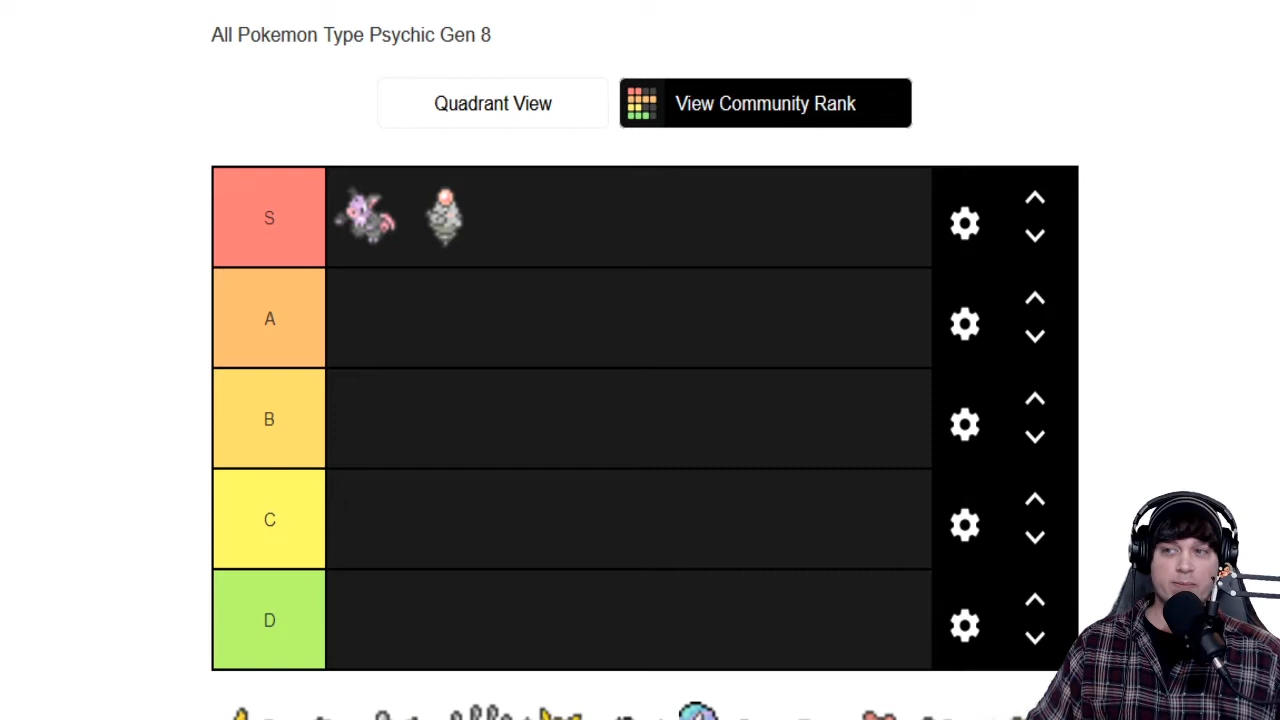 All Pokemon Type Psychic Gen 8
Quadrant View
View Community Rank
S
A
B
C
D